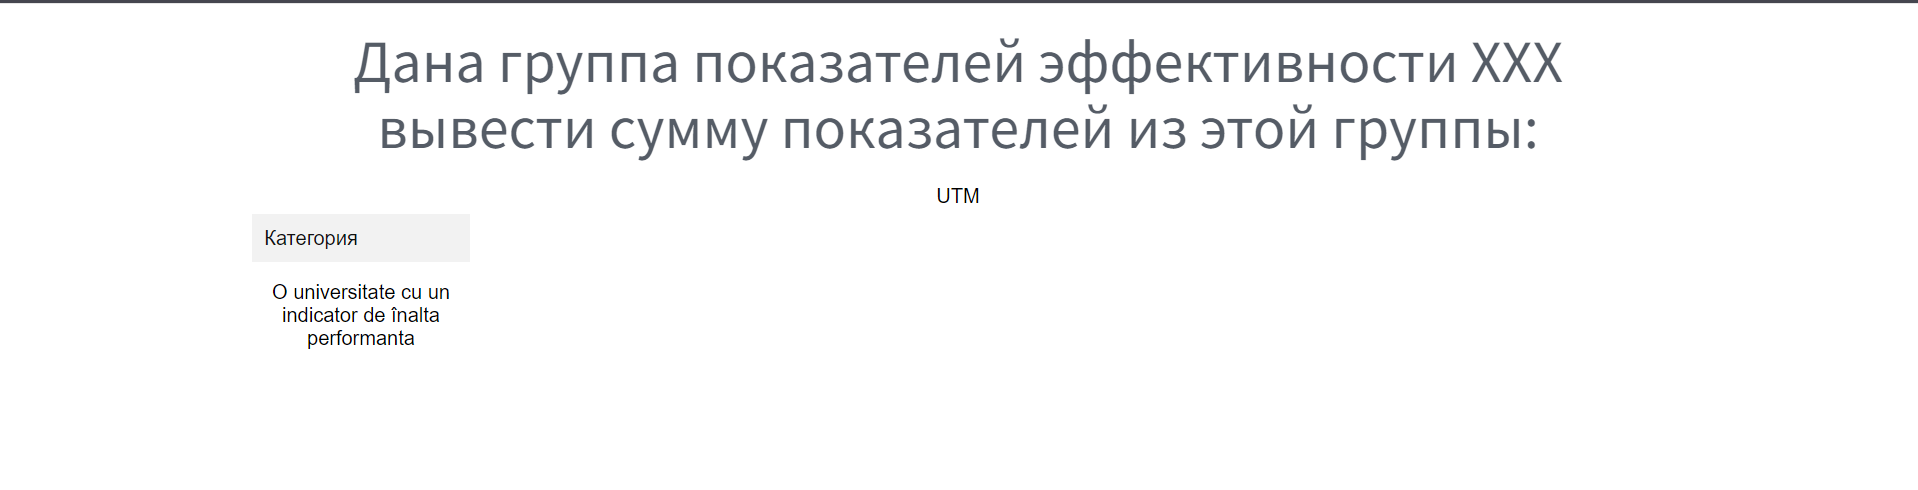 Дана группа показателей эффективности XXX
вывести сумму показателей из этой группы:
UTM
Категория
O universitate cu un
indicator de înalta
performanta